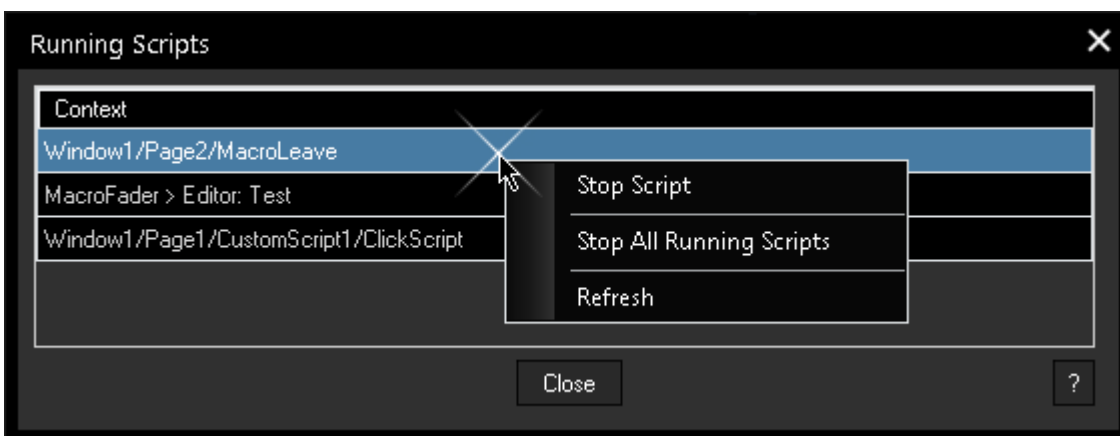 Running Scripts
Context
Window1/Page2/MacroLeave
MacroFader > Editor: Test
Window1/Page1/CustomScript1/ClickScript
Stop Script
Stop All Running Scripts
Refresh
Close
?